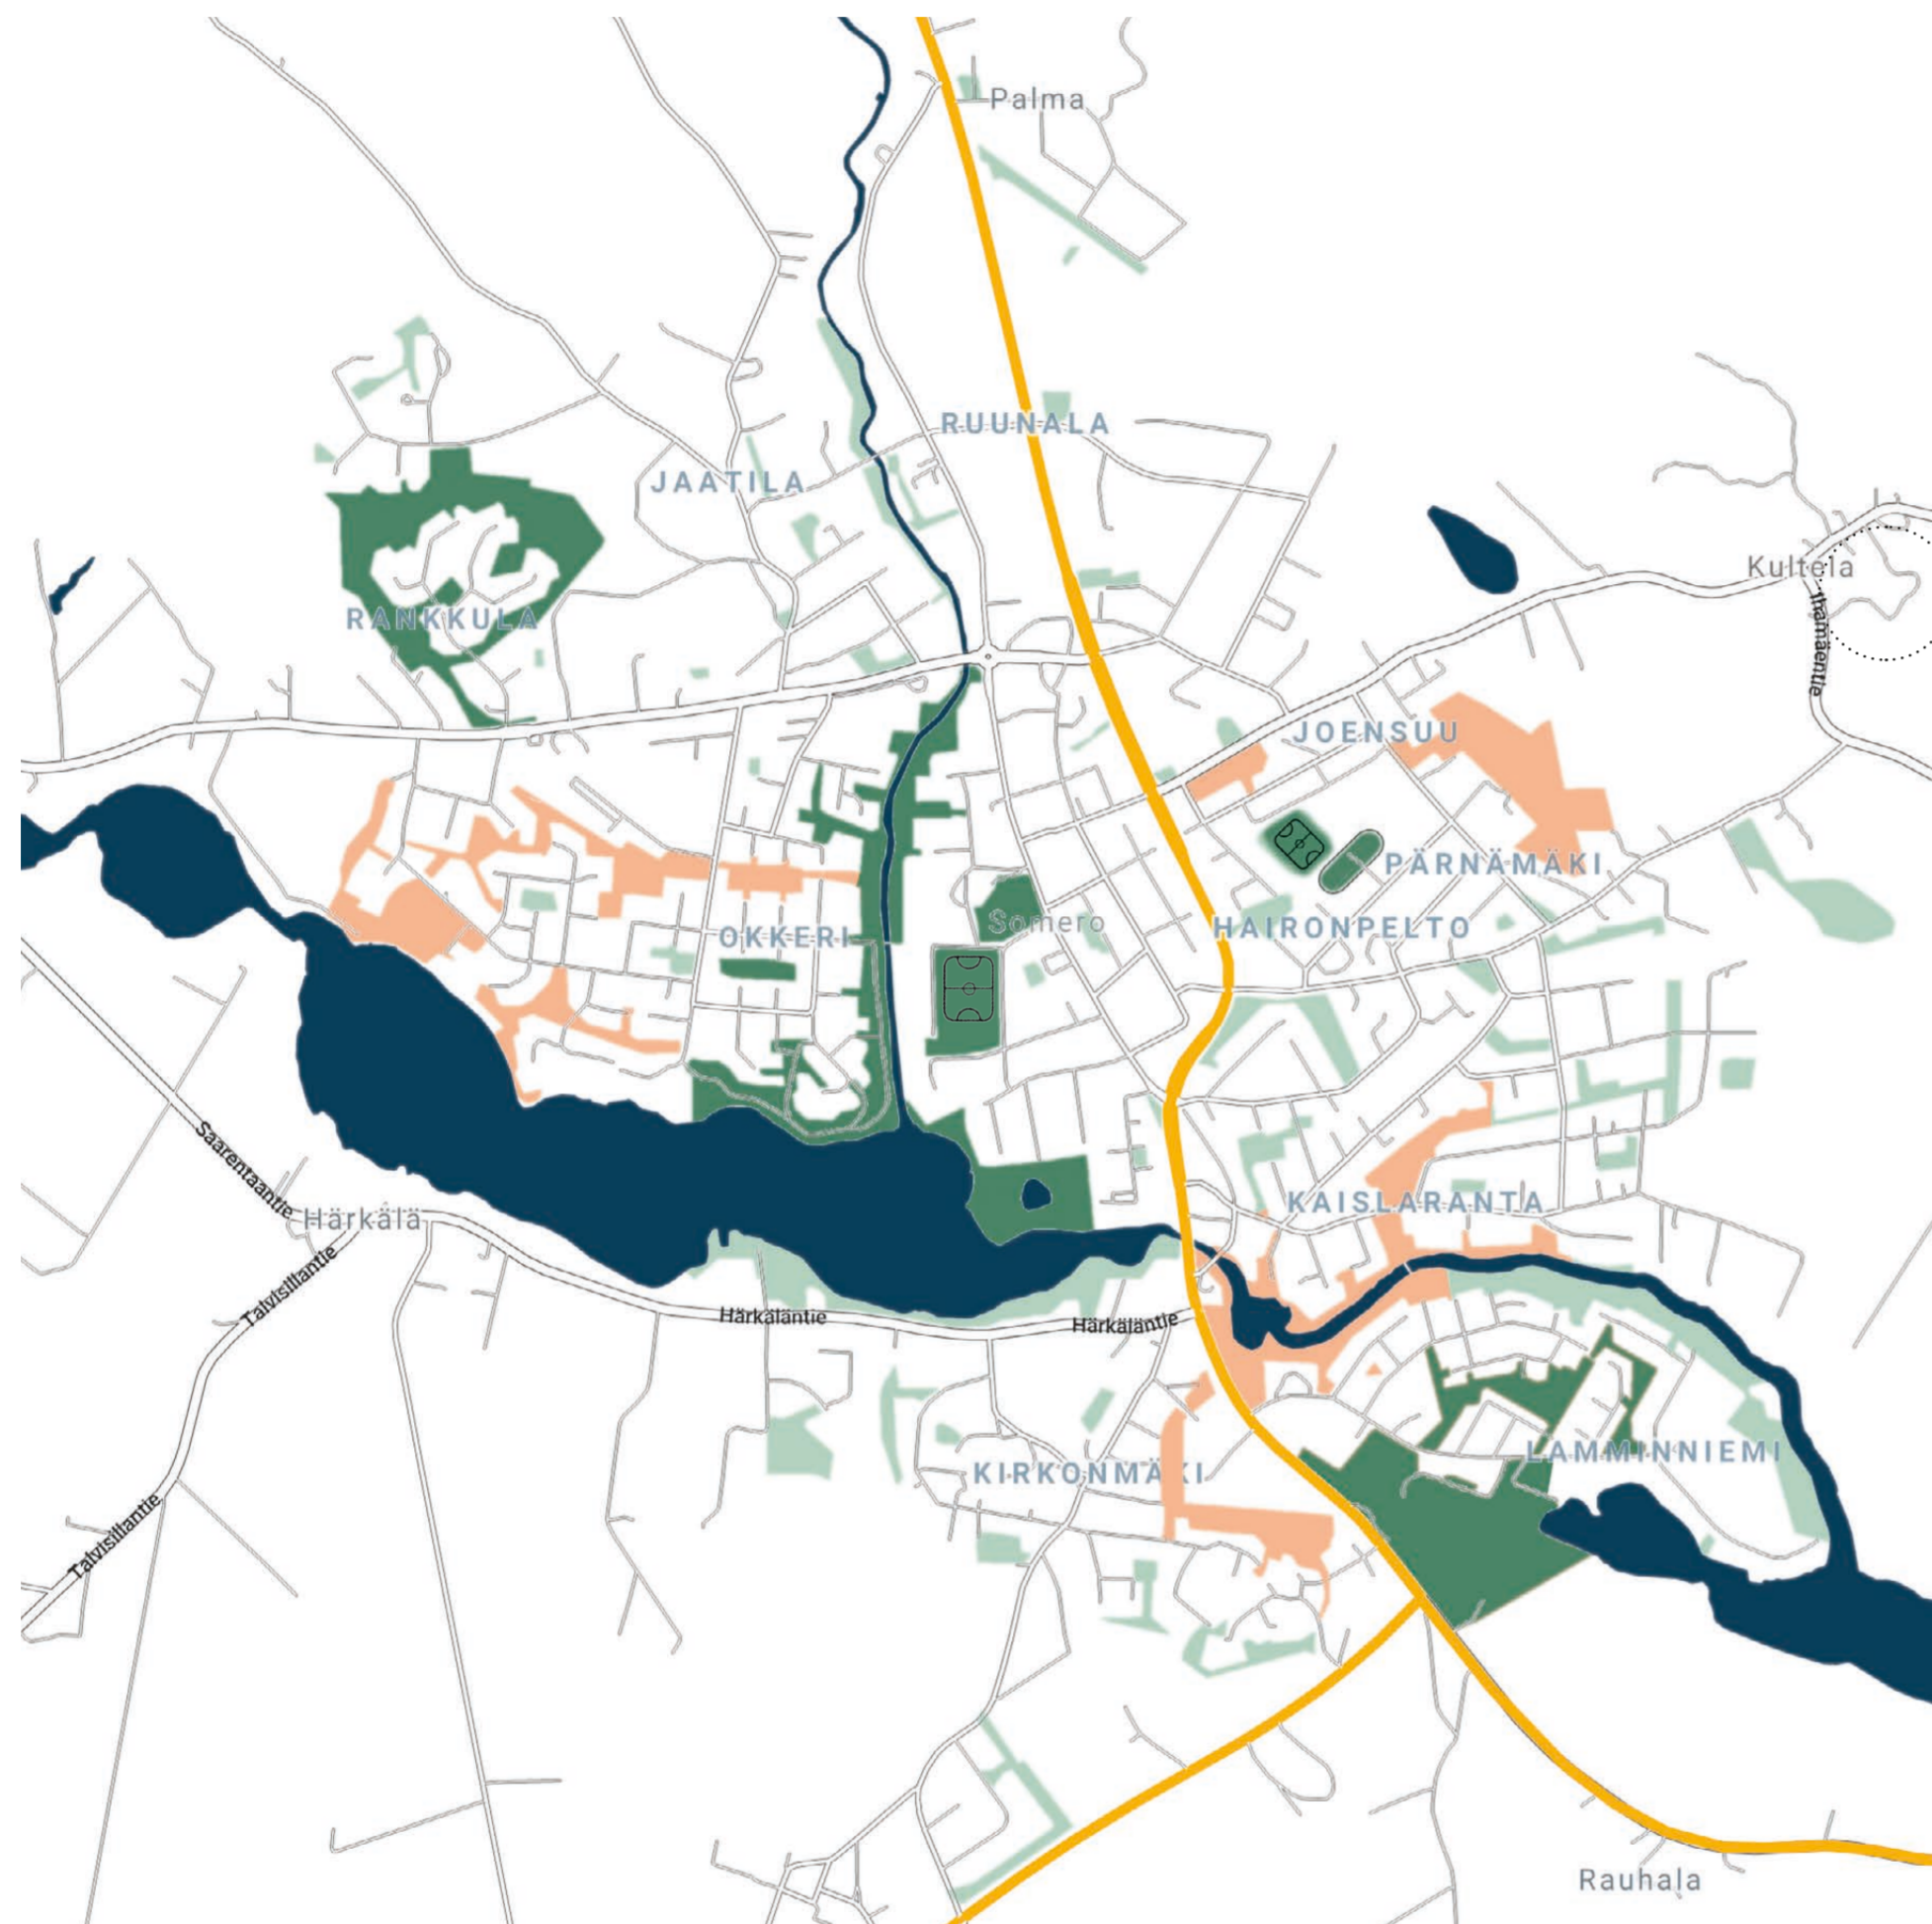 Palma
RUUNALA
JAATILA
Kultela
Ihamäentie
RANKKULA
JOENSUU
PÄRNÄMÄKI
Somero
HAIRONPELTO
OKKERI
Saarentaantie
Härkälä
KAISLARANTA
Talvisillantie
Härkäläntie
Härkäläntie
LAMMINNIEMI
KIRKONMÄKI
Talvisillantie
Rauhala